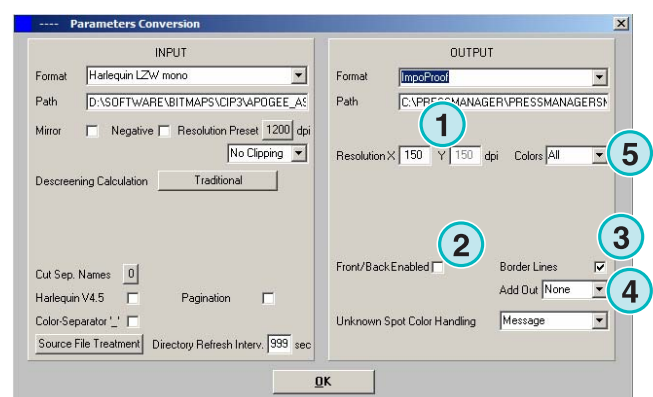 ---- Parameters Conversion
INPUT
Format Harlequin LZW mono
Path D:\SOFTWARE\BITMAPS\CIP3\APOGEE_AS
Mirror Negative Resolution Preset 1200 dpi
No Clipping
Descreening Calculation Traditional
Cut Sep. Names 0
Harlequin V4.5 Pagination
Color-Separator '_'
Source File Treatment Directory Refresh Interv. 999 sec
OUTPUT
Format ImpoProof
Path C:\PRESSMANAGER\PRESSMANAGERSM
1
Resolution X 150 Y 150 dpi Colors All 5
2
3
Front/Back Enabled Border Lines
Add Out None 4
Unknown Spot Color Handling Message
OK